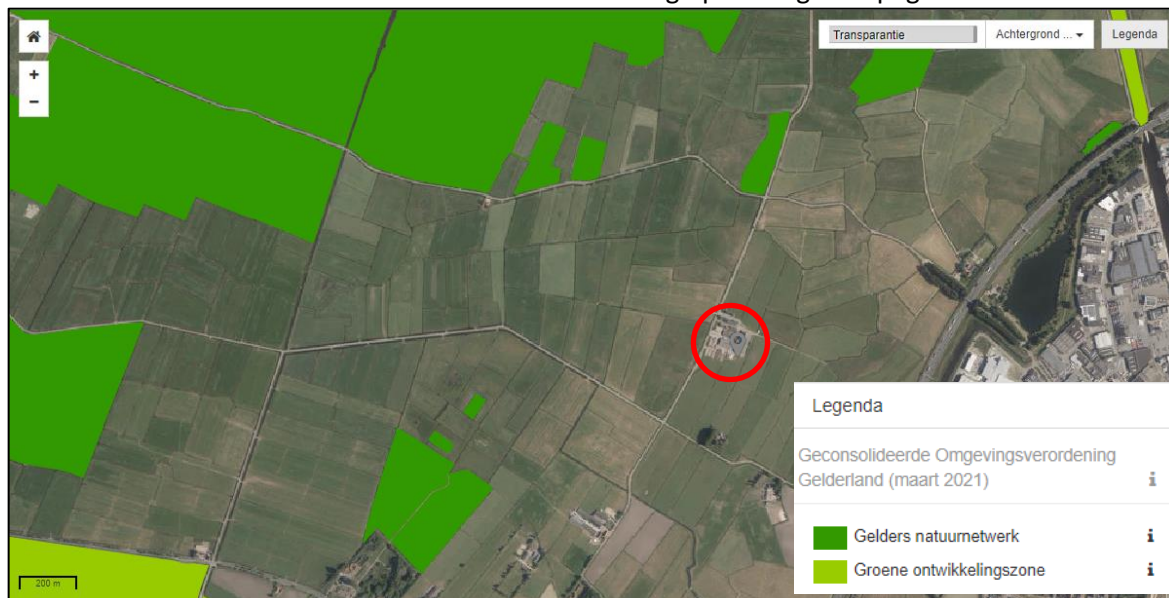 Transparantie
Achtergrond ...
Legenda
+
−
Legenda
Geconsolideerde Omgevingsverordening
Gelderland (maart 2021)
i
Gelders natuurnetwerk
i
Groene ontwikkelingszone
i
200 m